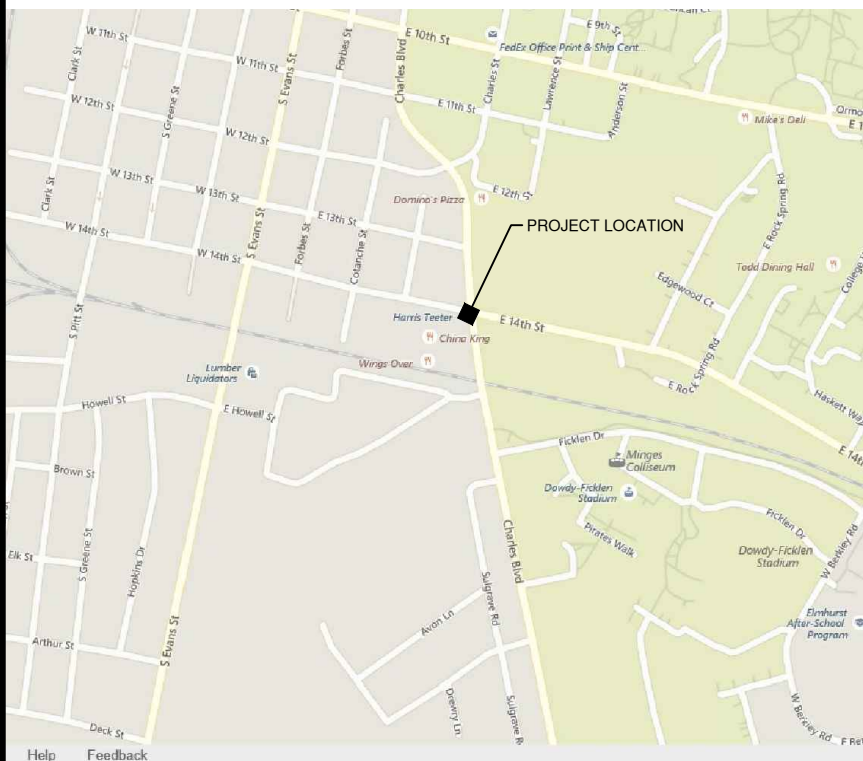 W 11th St
Clark St
S Greene St
S Evans St
Forbes St
W 11th St
Charles Blvd
E 10th St
FedEx Office Print & Ship Cent...
E 9th St
Charles St
Lawrence St
Anderson St
E 11th St
Mike's Deli
W 12th St
W 12th St
W 13th St
W 13th St
Clark St
E 13th St
Domino's Pizza
E 12th St
PROJECT LOCATION
E Rock Spring Rd
W 14th St
W 14th St
S Evans St
Forbes St
Cotanche St
Edgewood Ct
Todd Dining Hall
S Pitt St
Harris Teeter
E 14th St
China King
Wings Over
Lumber
Liquidators
E Rock Spring Rd
Haskett Way
E 14th
Howell St
E Howell St
Ficklen Dr
Minges
Coliseum
Dowdy-Ficklen
Stadium
Brown St
Charles Blvd
Pirates Walk
Ficklen Dr
Dowdy-Ficklen
Stadium
W Berkley Rd
Elk St
S Greene St
Hopkins Dr
Sulgrave Rd
Avon Ln
Elmhurst
After-School
Program
Arthur St
S Evans St
Drewry Ln
Sulgrave R
W Berkley Rd
Deck St
Help Feedback